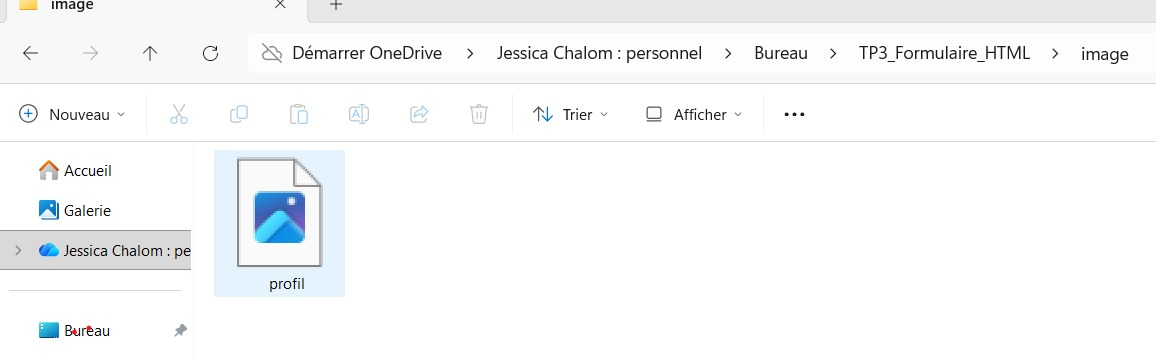 image
Démarrer OneDrive > Jessica Chalom : personnel > Bureau > TP3_Formulaire_HTML > image
Nouveau Trier Afficher
Accueil
Galerie
Jessica Chalom : pe
profil
Bureau